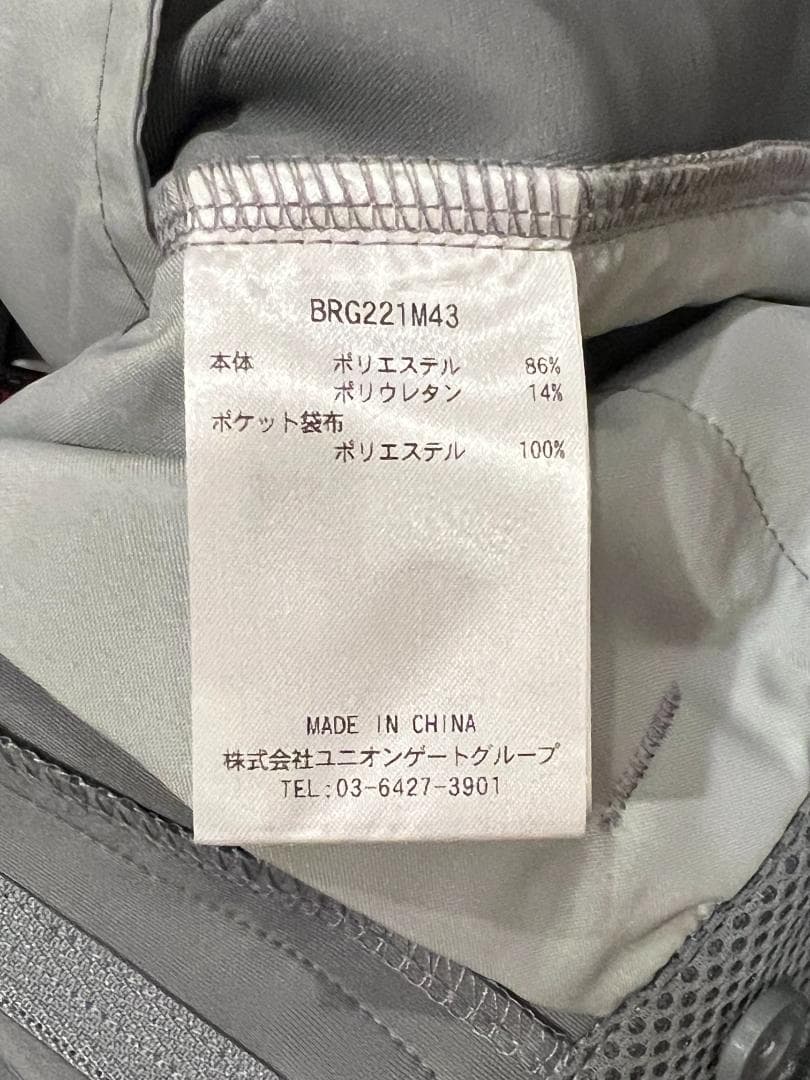 BRG221M43
本体 ポリエステル 86%
ポリウレタン 14%
ポケット袋布
ポリエステル 100%
MADE IN CHINA
株式会社ユニオンゲートグループ
TEL:03-6427-3901